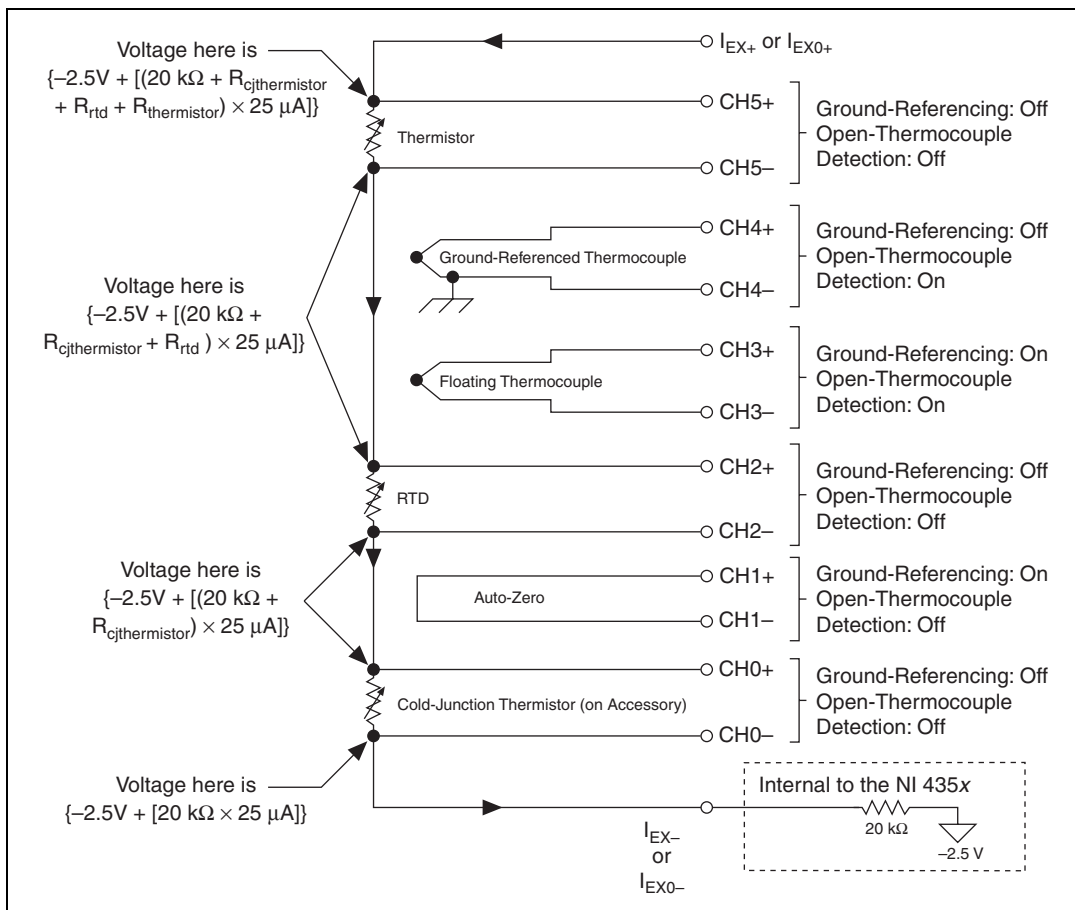 Voltage here is
{–2.5V + [(20 kΩ + Rcjthermistor
+ Rrtd + Rthermistor) × 25 µA]}
IEX+ or IEX0+
CH5+
Thermistor
CH5–
Ground-Referencing: Off
Open-Thermocouple
Detection: Off
CH4+
Ground-Referenced Thermocouple
CH4–
Ground-Referencing: Off
Open-Thermocouple
Detection: On
Voltage here is
{–2.5V + [(20 kΩ +
Rcjthermistor + Rrtd ) × 25 µA]}
CH3+
Floating Thermocouple
CH3–
Ground-Referencing: On
Open-Thermocouple
Detection: On
CH2+
RTD
CH2–
Ground-Referencing: Off
Open-Thermocouple
Detection: Off
Voltage here is
{–2.5V + [(20 kΩ +
Rcjthermistor) × 25 µA]}
CH1+
Auto-Zero
CH1–
Ground-Referencing: On
Open-Thermocouple
Detection: Off
CH0+
Cold-Junction Thermistor (on Accessory)
CH0–
Ground-Referencing: Off
Open-Thermocouple
Detection: Off
Voltage here is
{–2.5V + [20 kΩ × 25 µA]}
IEX–
or
IEX0–
Internal to the NI 435x
20 kΩ
–2.5 V